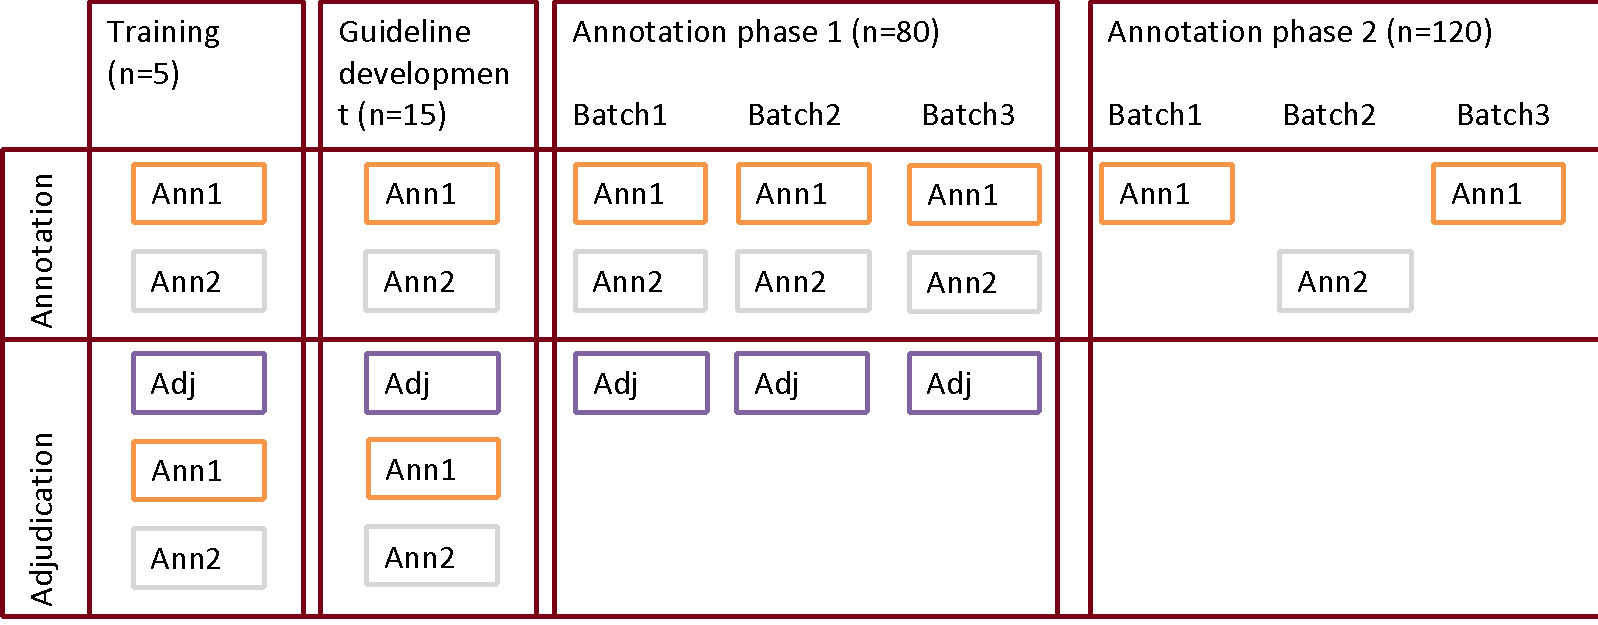 Training
(n=5)
Guideline
developmen
t (n=15)
Annotation phase 1 (n=80)
Batch1 Batch2 Batch3
Annotation phase 2 (n=120)
Batch1 Batch2 Batch3
Annotation
Ann1 Ann1 Ann1 Ann1 Ann1 Ann1 Ann1
Ann2 Ann2 Ann2 Ann2 Ann2 Ann2
Adjudication
Adj Adj Adj Adj Adj
Ann1 Ann1
Ann2 Ann2